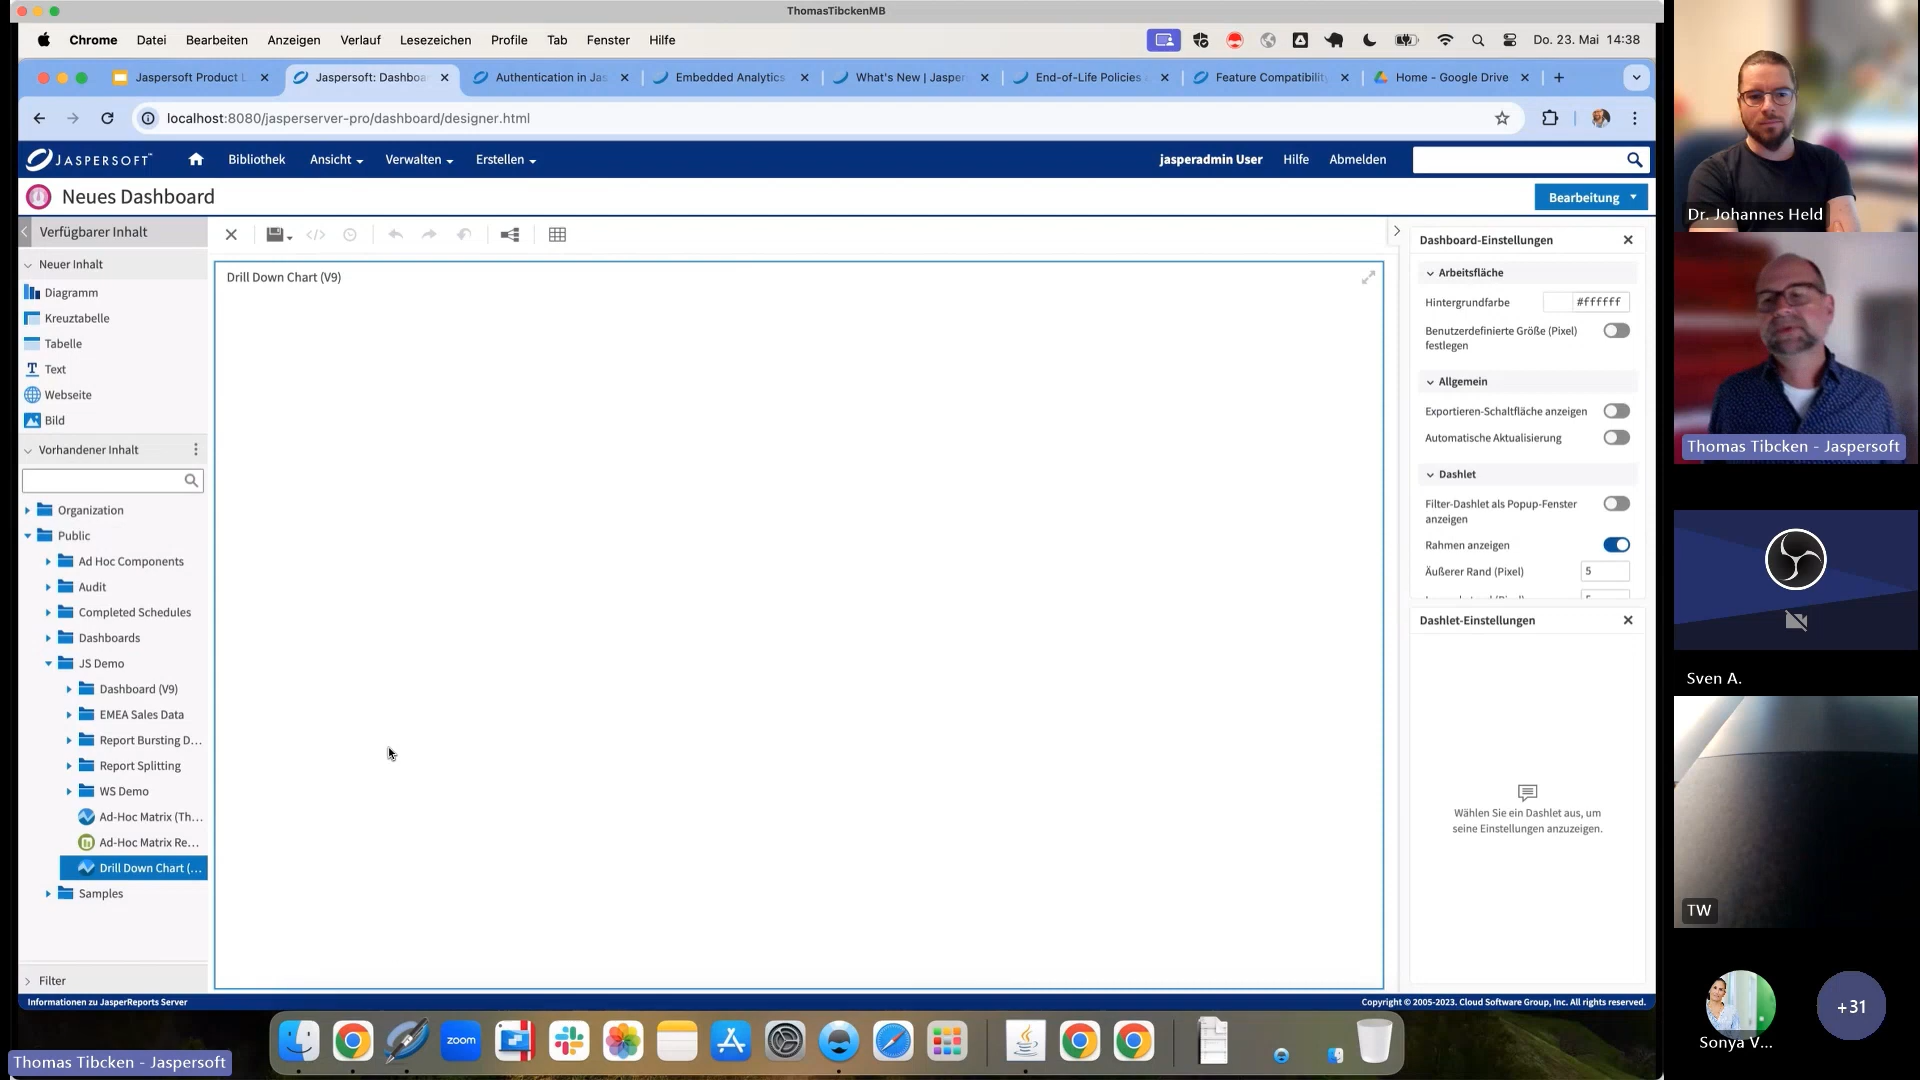 ThomasTibckenMB
Chrome Datei Bearbeiten Anzeigen Verlauf Lesezeichen Profile Tab Fenster Hilfe Do. 23. Mai 14:38
Jaspersoft Product L Jaspersoft: Dashboa Authentication in Jas Embedded Analytics What's New | Jasper End-of-Life Policies Feature Compatibility Home - Google Drive
localhost:8080/jasperserver-pro/dashboard/designer.html
JASPERSOFT Bibliothek Ansicht Verwalten Erstellen jasperadmin User Hilfe Abmelden
Neues Dashboard Bearbeitung
Verfügbarer Inhalt
Neuer Inhalt
Diagramm
Kreuztabelle
Tabelle
Text
Webseite
Bild
Vorhandener Inhalt
Organization
Public
Ad Hoc Components
Audit
Completed Schedules
Dashboards
JS Demo
Dashboard (V9)
EMEA Sales Data
Report Bursting D...
Report Splitting
WS Demo
Ad-Hoc Matrix (Th...
Ad-Hoc Matrix Re...
Drill Down Chart (...
Samples
Filter
Drill Down Chart (V9)
Dashboard-Einstellungen
Arbeitsfläche
Hintergrundfarbe #ffffff
Benutzerdefinierte Größe (Pixel)
festlegen
Allgemein
Exportieren-Schaltfläche anzeigen
Automatische Aktualisierung
Dashlet
Filter-Dashlet als Popup-Fenster
anzeigen
Rahmen anzeigen
Äußerer Rand (Pixel) 5
Dashlet-Einstellungen
Wählen Sie ein Dashlet aus, um
seine Einstellungen anzuzeigen.
Informationen zu JasperReports Server Copyright © 2005-2023. Cloud Software Group, Inc. All rights reserved.
zoom
Thomas Tibcken - Jaspersoft
Dr. Johannes Held
Thomas Tibcken - Jaspersoft
Sven A.
TW
Sonya V...
+31